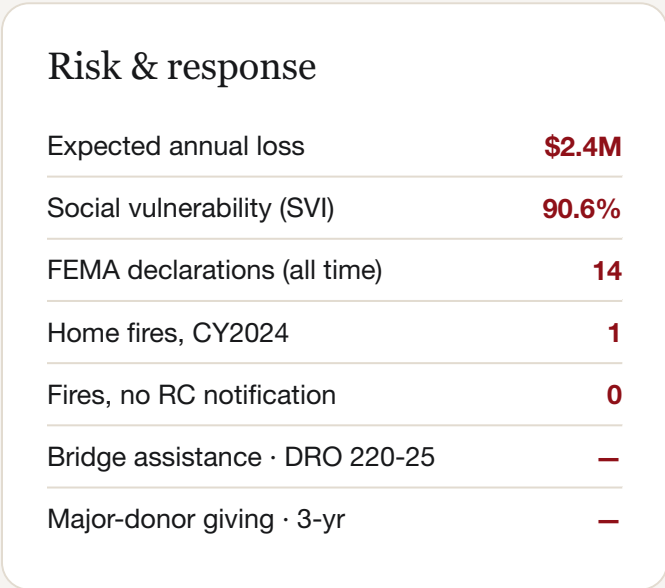 Risk & response
Expected annual loss $2.4M
Social vulnerability (SVI) 90.6%
FEMA declarations (all time) 14
Home fires, CY2024 1
Fires, no RC notification 0
Bridge assistance · DRO 220-25 —
Major-donor giving · 3-yr —